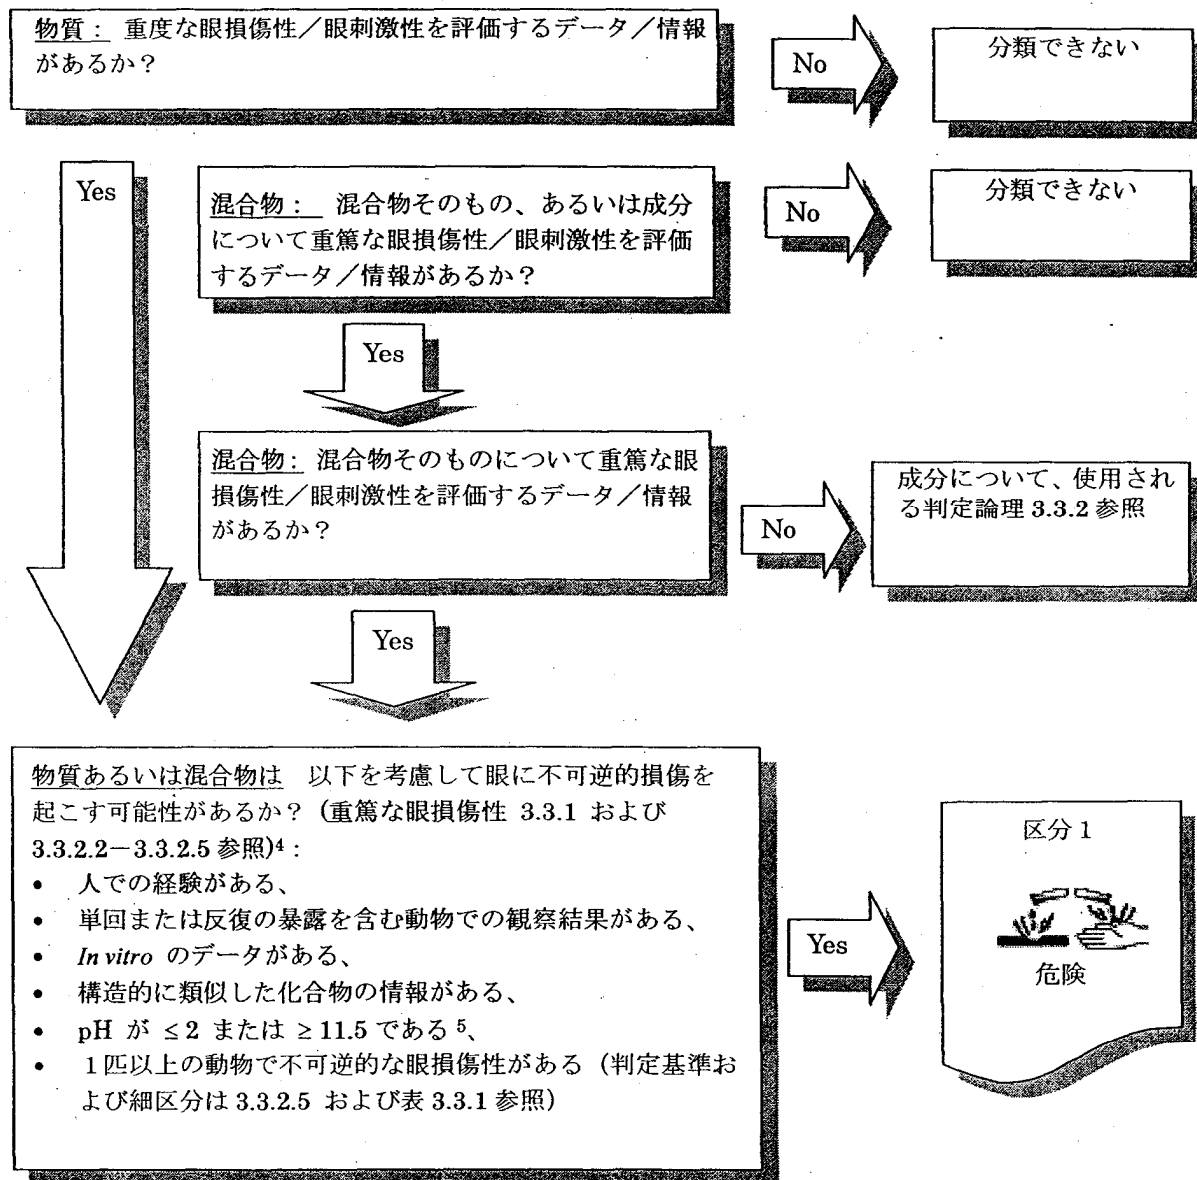 物質： 重度な眼損傷性／眼刺激性を評価するデータ／情報
があるか？
No
分類できない
Yes
混合物： 混合物そのもの、あるいは成分
について重篤な眼損傷性／眼刺激性を評価
するデータ／情報があるか？
No
分類できない
Yes
混合物： 混合物そのものについて重篤な眼
損傷性／眼刺激性を評価するデータ／情報
があるか？
No
成分について、使用され
る判定論理 3.3.2 参照
Yes
物質あるいは混合物は 以下を考慮して眼に不可逆的損傷を
起こす可能性があるか？（重篤な眼損傷性 3.3.1 および
3.3.2.2－3.3.2.5 参照)4：
• 人での経験がある、
• 単回または反復の暴露を含む動物での観察結果がある、
• In vitro のデータがある、
• 構造的に類似した化合物の情報がある、
• pH が ≤ 2 または ≥ 11.5 である 5、
• １匹以上の動物で不可逆的な眼損傷性がある（判定基準お
よび細区分は 3.3.2.5 および表 3.3.1 参照）
Yes
区分１
危険